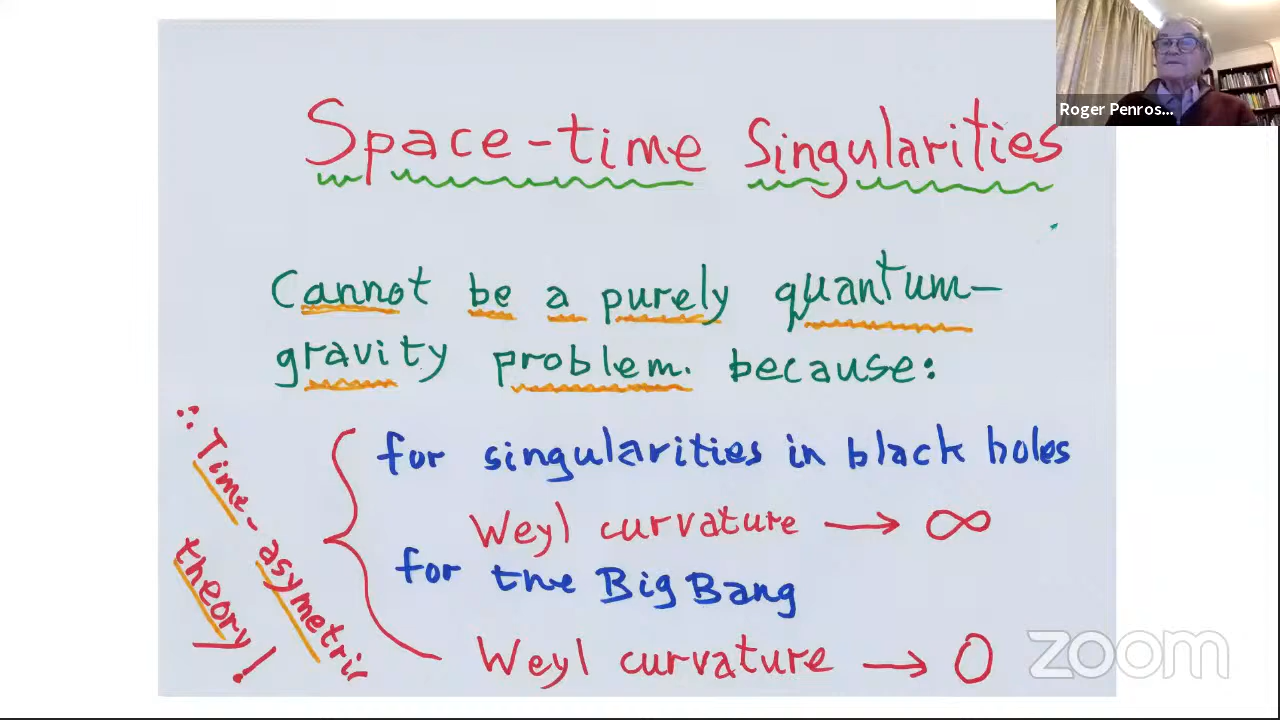 Roger Penros...
Space-time Singularities
Cannot be a purely quantum-
gravity problem. because:
∴ Time-asymetric
theory!
for singularities in black holes
Weyl curvature → ∞
for the Big Bang
Weyl curvature → 0
zoom